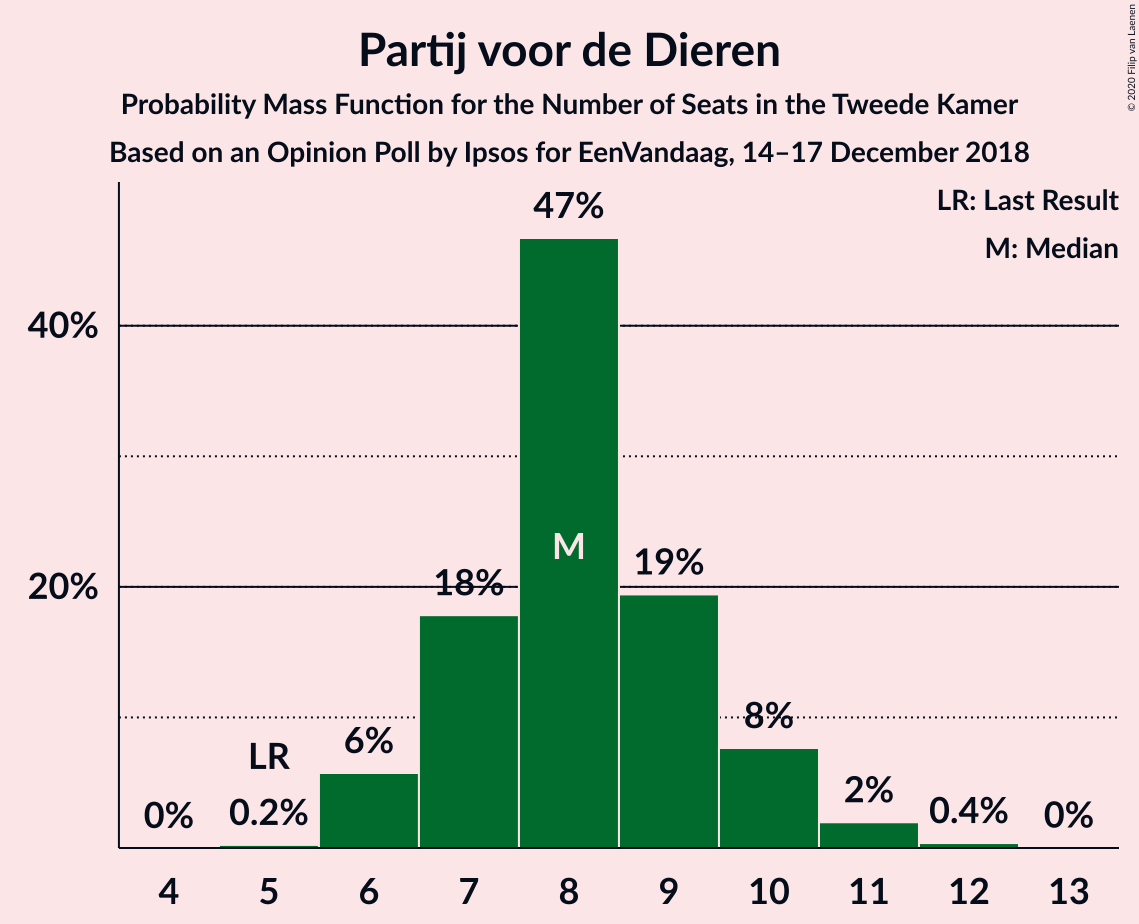 Partij voor de Dieren
Probability Mass Function for the Number of Seats in the Tweede Kamer
Based on an Opinion Poll by Ipsos for EenVandaag, 14–17 December 2018
© 2020 Filip van Laenen
LR: Last Result
M: Median
47%
40%
M
19%
18%
20%
8%
6%
LR
2%
0%
0.2%
0.4%
0%
4 5 6 7 8 9 10 11 12 13